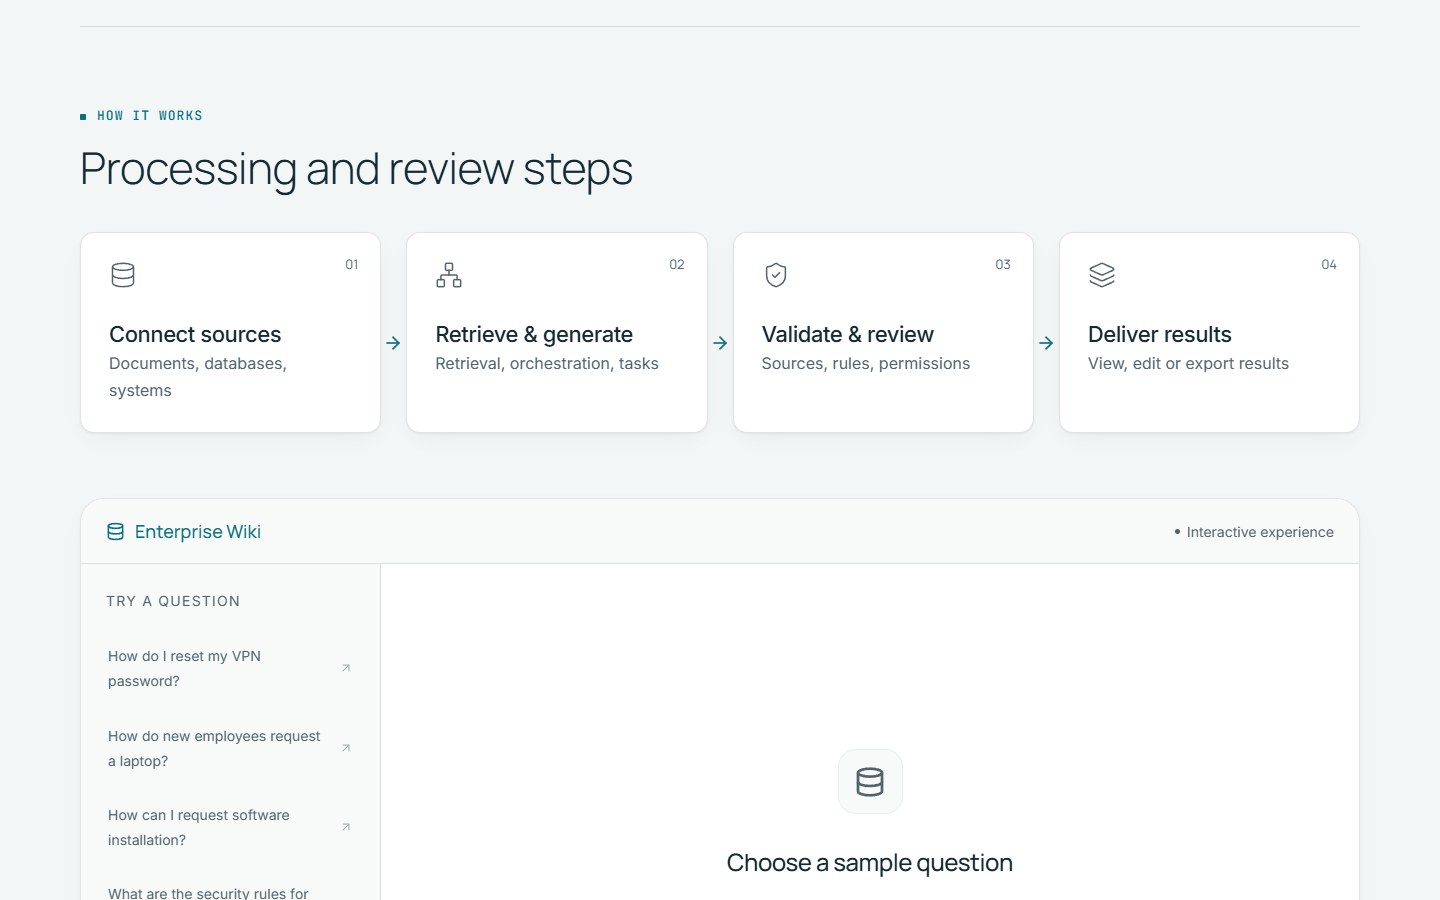 HOW IT WORKS
Processing and review steps
01
Connect sources
Documents, databases,
systems
02
Retrieve & generate
Retrieval, orchestration, tasks
03
Validate & review
Sources, rules, permissions
04
Deliver results
View, edit or export results
Enterprise Wiki
Interactive experience
TRY A QUESTION
How do I reset my VPN
password?
How do new employees request
a laptop?
How can I request software
installation?
What are the security rules for
Choose a sample question